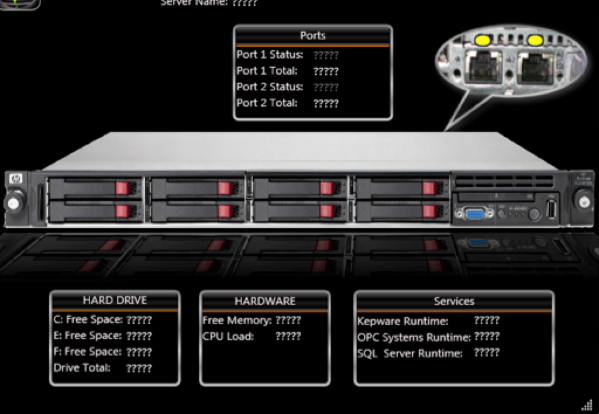 Server Name: ?????
Ports
Port 1 Status: ?????
Port 1 Total: ?????
Port 2 Status: ?????
Port 2 Total: ?????
hp
HARD DRIVE
C: Free Space: ?????
E: Free Space: ?????
F: Free Space: ?????
Drive Total: ?????
HARDWARE
Free Memory: ?????
CPU Load: ?????
Services
Kepware Runtime: ?????
OPC Systems Runtime: ?????
SQL Server Runtime: ?????